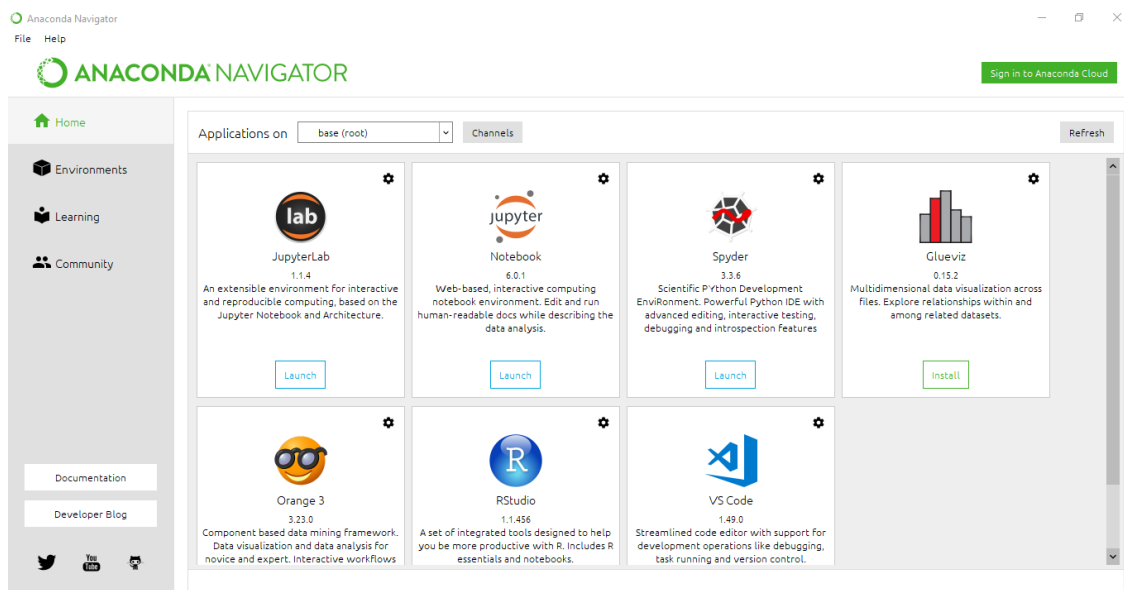 Anaconda Navigator
File Help
ANACONDA NAVIGATOR
Sign in to Anaconda Cloud
Home
Environments
Learning
Community
Documentation
Developer Blog
You
Tube
Applications on base (root) Channels Refresh
lab
JupyterLab
1.1.4
An extensible environment for interactive
and reproducible computing, based on the
Jupyter Notebook and Architecture.
Launch
jupyter
Notebook
6.0.1
Web-based, interactive computing
notebook environment. Edit and run
human-readable docs while describing the
data analysis.
Launch
Spyder
3.3.6
Scientific PYthon Development
EnviRonment. Powerful Python IDE with
advanced editing, interactive testing,
debugging and introspection features
Launch
Glueviz
0.15.2
Multidimensional data visualization across
files. Explore relationships within and
among related datasets.
Install
Orange 3
3.23.0
Component based data mining framework.
Data visualization and data analysis for
novice and expert. Interactive workflows
R
RStudio
1.1.456
A set of integrated tools designed to help
you be more productive with R. Includes R
essentials and notebooks.
VS Code
1.49.0
Streamlined code editor with support for
development operations like debugging,
task running and version control.